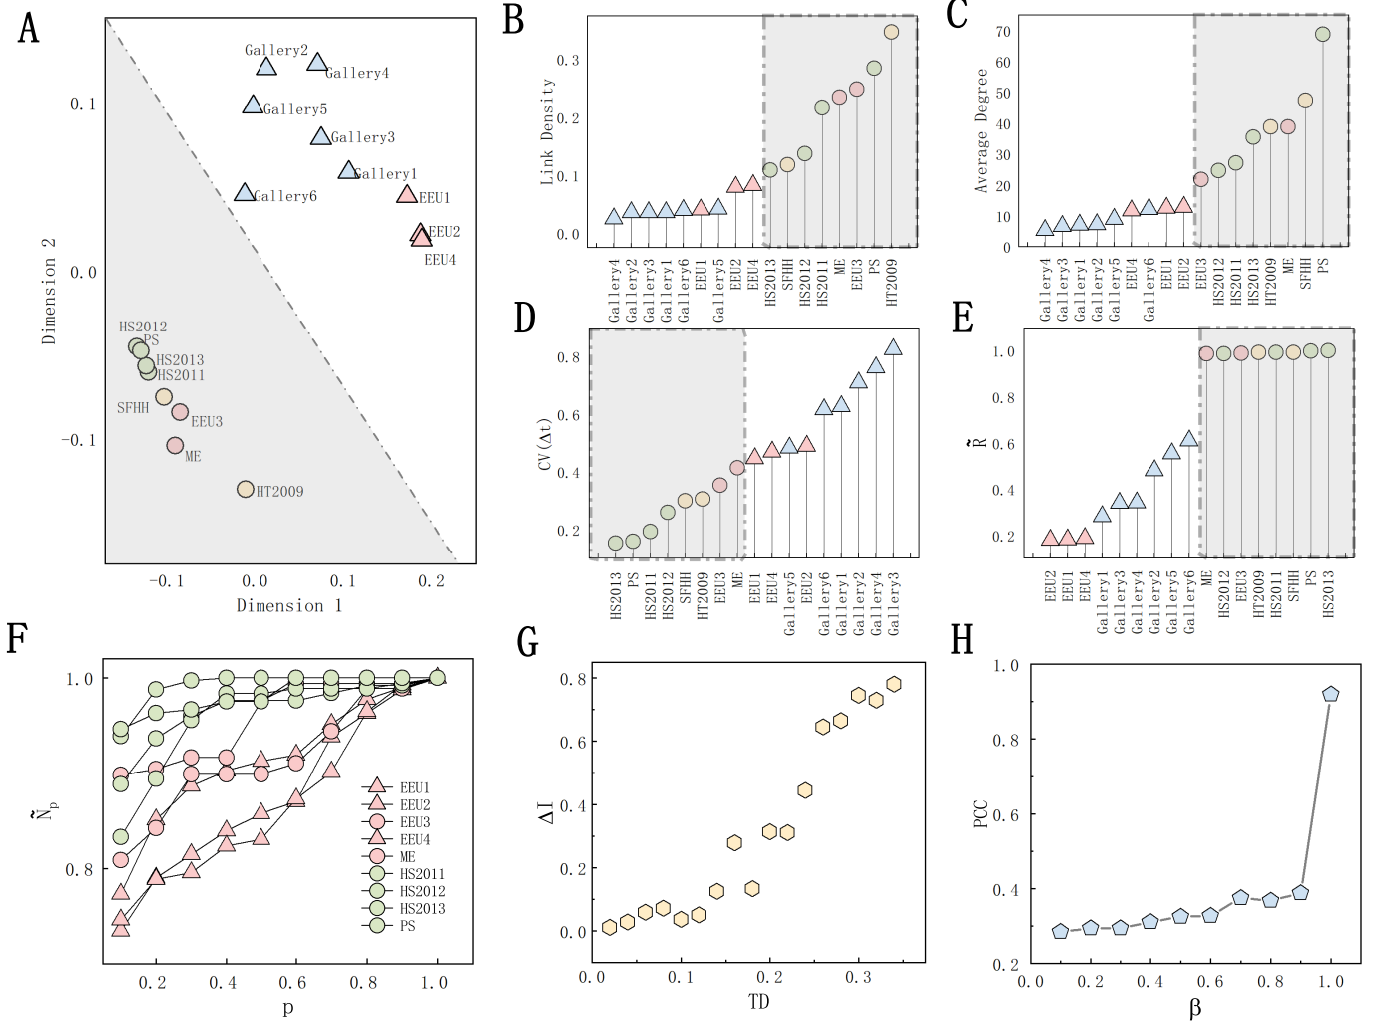 A
Gallery2
Gallery4
Gallery5
Gallery3
Gallery1
Gallery6
EEU1
EEU2
EEU4
HS2012
PS
HS2013
HS2011
SFHH
EEU3
ME
HT2009
0.1
0.0
-0.1
Dimension 2
-0.1
0.0
0.1
0.2
Dimension 1
B
0.3
0.2
0.1
0.0
Link Density
Gallery4
Gallery2
Gallery3
Gallery1
Gallery6
EEU1
Gallery5
EEU2
EEU4
HS2013
SFHH
HS2012
HS2011
ME
EEU3
PS
HT2009
C
70
60
50
40
30
20
10
0
Average Degree
Gallery4
Gallery3
Gallery1
Gallery2
Gallery5
EEU4
Gallery6
EEU1
EEU2
EEU3
HS2012
HS2011
HS2013
HT2009
ME
SFHH
PS
D
0.8
0.6
0.4
0.2
CV(Δt)
HS2013
PS
HS2011
HS2012
SFHH
HT2009
EEU3
ME
EEU1
EEU4
Gallery5
EEU2
Gallery6
Gallery1
Gallery2
Gallery4
Gallery3
E
1.0
0.8
0.6
0.4
0.2
R̃
EEU2
EEU1
EEU4
Gallery1
Gallery3
Gallery4
Gallery2
Gallery5
Gallery6
ME
HS2012
EEU3
HT2009
HS2011
SFHH
PS
HS2013
F
1.0
0.8
Ñp
EEU1
EEU2
EEU3
EEU4
ME
HS2011
HS2012
HS2013
PS
0.2
0.4
0.6
0.8
1.0
p
G
0.8
0.6
0.4
0.2
0.0
ΔI
0.0
0.1
0.2
0.3
TD
H
1.0
0.8
0.6
0.4
0.2
PCC
0.0
0.2
0.4
0.6
0.8
1.0
β